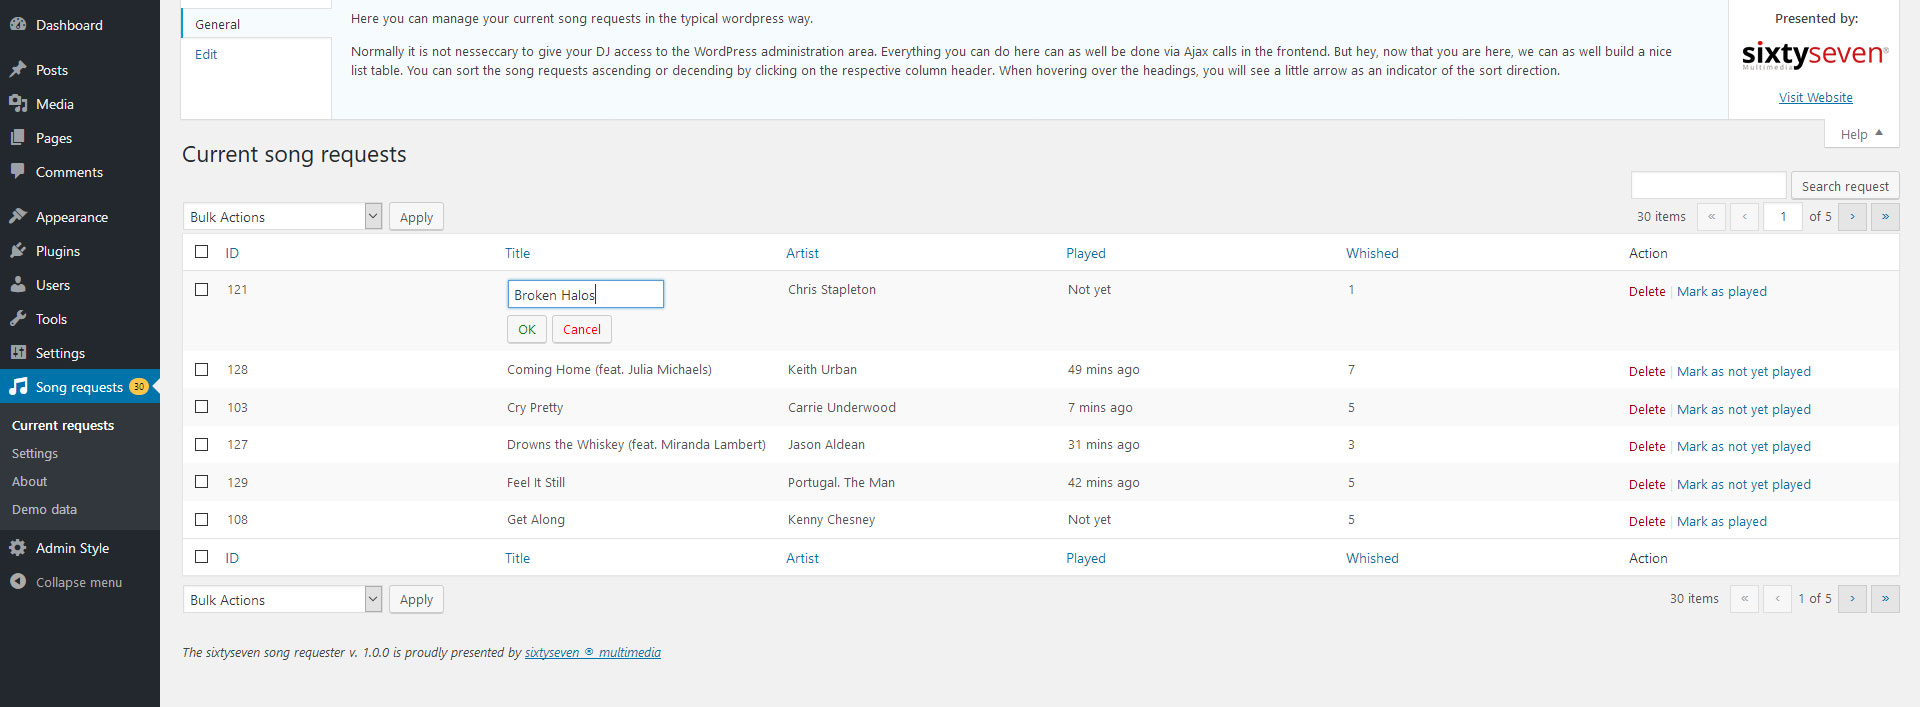 Dashboard
Posts
Media
Pages
Comments
Appearance
Plugins
Users
Tools
Settings
Song requests 30
Current requests
Settings
About
Demo data
Admin Style
Collapse menu
General
Edit
Here you can manage your current song requests in the typical wordpress way.
Normally it is not nesseccary to give your DJ access to the WordPress administration area. Everything you can do here can as well be done via Ajax calls in the frontend. But hey, now that you are here, we can as well build a nice
list table. You can sort the song requests ascending or decending by clicking on the respective column header. When hovering over the headings, you will see a little arrow as an indicator of the sort direction.
Presented by:
sixtyseven®
Multimedia
Visit Website
Help
Current song requests
Search request
Bulk Actions Apply 30 items « ‹ 1 of 5 › »
ID Title Artist Played Whished Action
121 Broken Halos Chris Stapleton Not yet 1 Delete | Mark as played
OK Cancel
128 Coming Home (feat. Julia Michaels) Keith Urban 49 mins ago 7 Delete | Mark as not yet played
103 Cry Pretty Carrie Underwood 7 mins ago 5 Delete | Mark as not yet played
127 Drowns the Whiskey (feat. Miranda Lambert) Jason Aldean 31 mins ago 3 Delete | Mark as not yet played
129 Feel It Still Portugal. The Man 42 mins ago 5 Delete | Mark as not yet played
108 Get Along Kenny Chesney Not yet 5 Delete | Mark as played
ID Title Artist Played Whished Action
Bulk Actions Apply 30 items « ‹ 1 of 5 › »
The sixtyseven song requester v. 1.0.0 is proudly presented by sixtyseven ® multimedia